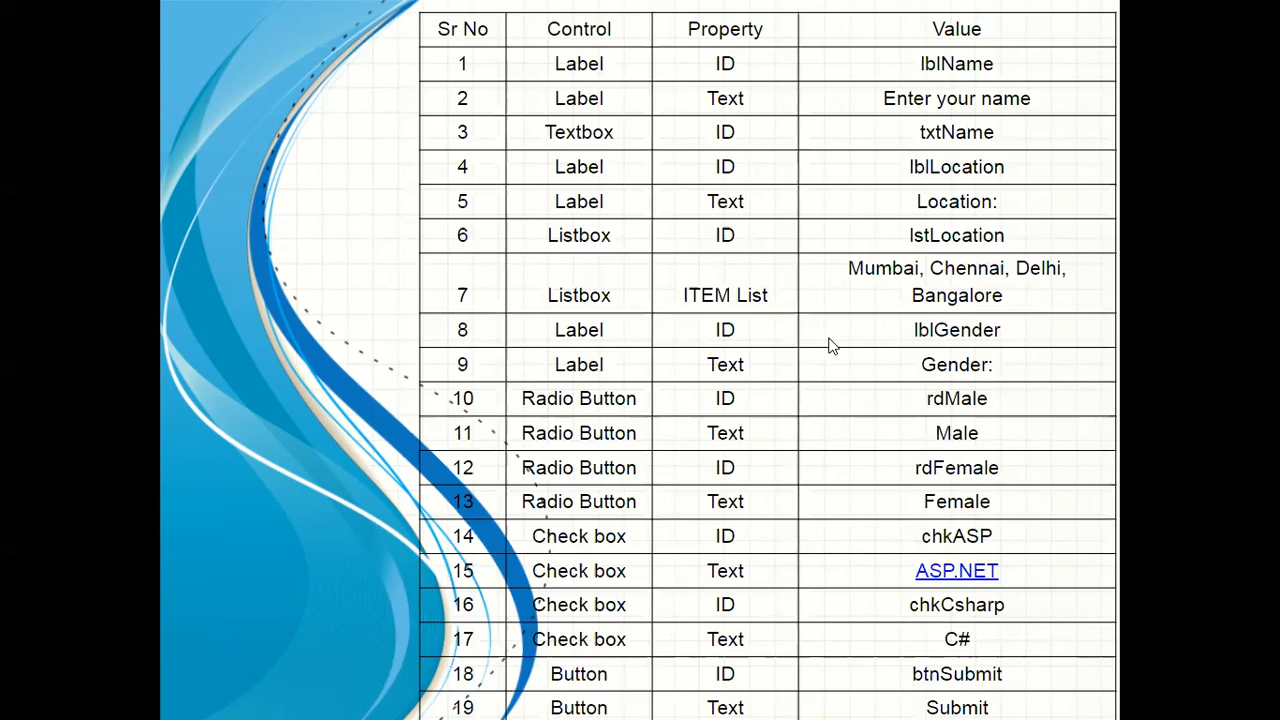 Sr No Control Property Value
1 Label ID lblName
2 Label Text Enter your name
3 Textbox ID txtName
4 Label ID lblLocation
5 Label Text Location:
6 Listbox ID lstLocation
Mumbai, Chennai, Delhi,
7 Listbox ITEM List Bangalore
8 Label ID lblGender
9 Label Text Gender:
10 Radio Button ID rdMale
11 Radio Button Text Male
12 Radio Button ID rdFemale
13 Radio Button Text Female
14 Check box ID chkASP
15 Check box Text ASP.NET
16 Check box ID chkCsharp
17 Check box Text C#
18 Button ID btnSubmit
19 Button Text Submit